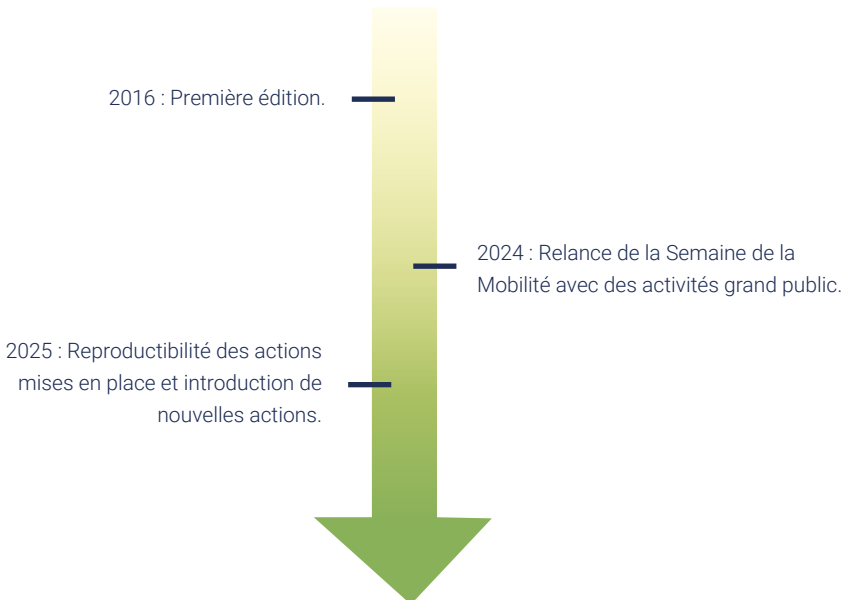 2016 : Première édition.
2024 : Relance de la Semaine de la
Mobilité avec des activités grand public.
2025 : Reproductibilité des actions
mises en place et introduction de
nouvelles actions.